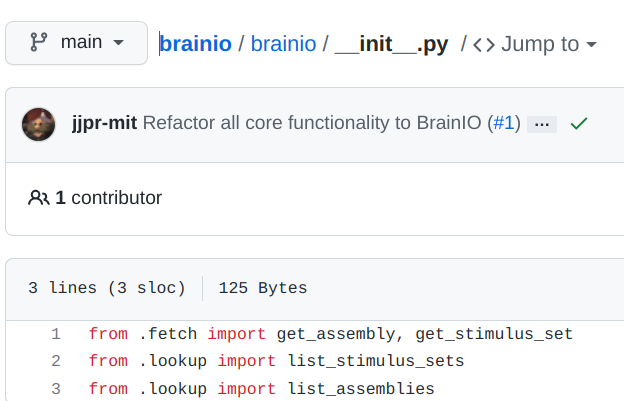 main brainio / brainio / __init__.py / <> Jump to
jjpr-mit Refactor all core functionality to BrainIO (#1) ...
1 contributor
3 lines (3 sloc) 125 Bytes
1 from .fetch import get_assembly, get_stimulus_set
2 from .lookup import list_stimulus_sets
3 from .lookup import list_assemblies